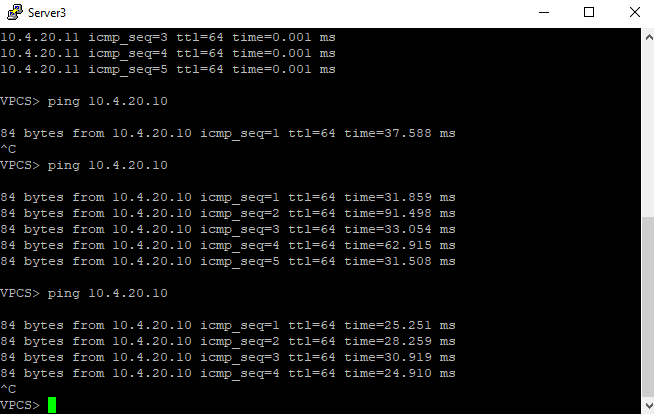 Server3
10.4.20.11 icmp_seq=3 ttl=64 time=0.001 ms
10.4.20.11 icmp_seq=4 ttl=64 time=0.001 ms
10.4.20.11 icmp_seq=5 ttl=64 time=0.001 ms
VPCS> ping 10.4.20.10
84 bytes from 10.4.20.10 icmp_seq=1 ttl=64 time=37.588 ms
^C
VPCS> ping 10.4.20.10
84 bytes from 10.4.20.10 icmp_seq=1 ttl=64 time=31.859 ms
84 bytes from 10.4.20.10 icmp_seq=2 ttl=64 time=91.498 ms
84 bytes from 10.4.20.10 icmp_seq=3 ttl=64 time=33.054 ms
84 bytes from 10.4.20.10 icmp_seq=4 ttl=64 time=62.915 ms
84 bytes from 10.4.20.10 icmp_seq=5 ttl=64 time=31.508 ms
VPCS> ping 10.4.20.10
84 bytes from 10.4.20.10 icmp_seq=1 ttl=64 time=25.251 ms
84 bytes from 10.4.20.10 icmp_seq=2 ttl=64 time=28.259 ms
84 bytes from 10.4.20.10 icmp_seq=3 ttl=64 time=30.919 ms
84 bytes from 10.4.20.10 icmp_seq=4 ttl=64 time=24.910 ms
^C
VPCS>